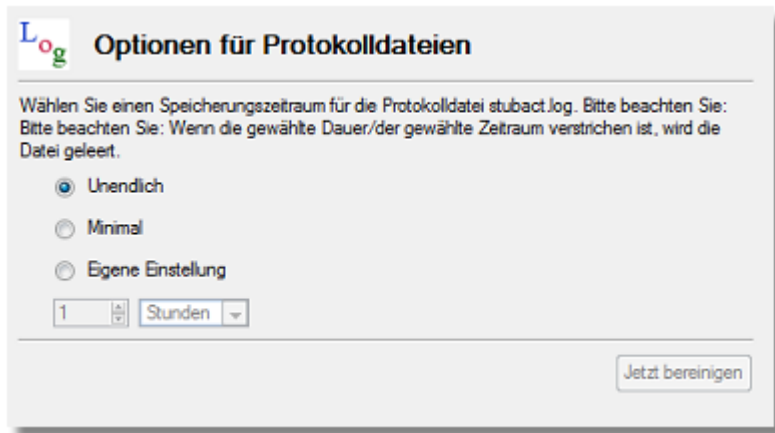 Log
Optionen für Protokolldateien
Wählen Sie einen Speicherungszeitraum für die Protokolldatei stubact.log. Bitte beachten Sie:
Bitte beachten Sie: Wenn die gewählte Dauer/der gewählte Zeitraum verstrichen ist, wird die
Datei geleert.
Unendlich
Minimal
Eigene Einstellung
1 Stunden
Jetzt bereinigen